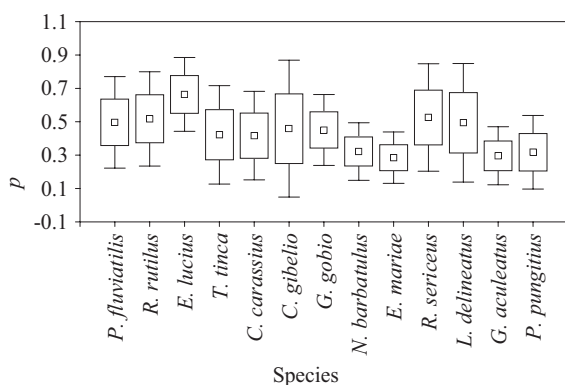 1.1
0.9
0.7
0.5
0.3
0.1
-0.1
p
P. fluviatilis
R. rutilus
E. lucius
T. tinca
C. carassius
C. gibelio
G. gobio
N. barbatulus
E. mariae
R. sericeus
L. delineatus
G. aculeatus
P. pungitius
Species